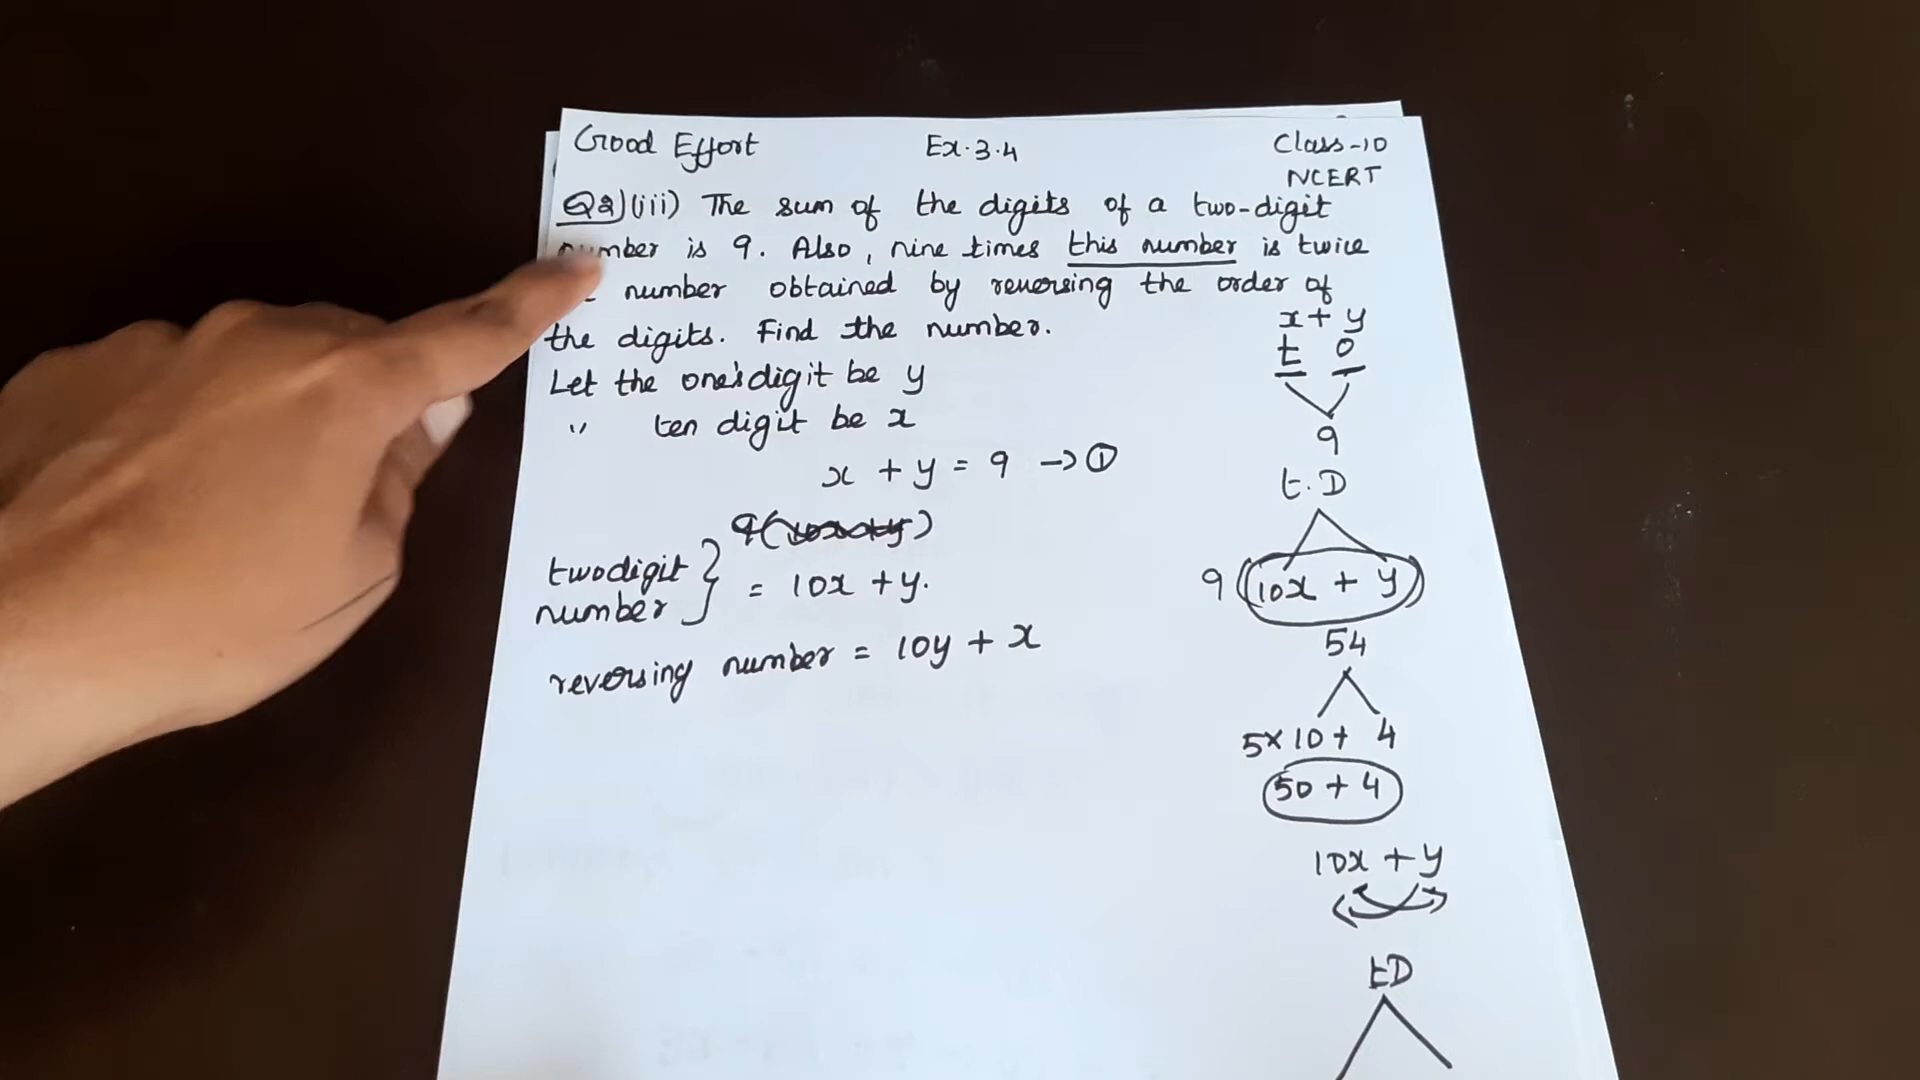 Good Effort Ex.3.4 Class-10
NCERT
Q2)(iii) The sum of the digits of a two-digit
number is 9. Also, nine times this number is twice
number obtained by reversing the order of
the digits. Find the number.
Let the one's digit be y
" ten digit be x
x + y = 9 → ①
9( )
two digit
number } = 10x + y.
reversing number = 10y + x
x + y
t o
9
t.D
9 (10x + y)
54
5×10 + 4
50 + 4
10x + y
tD